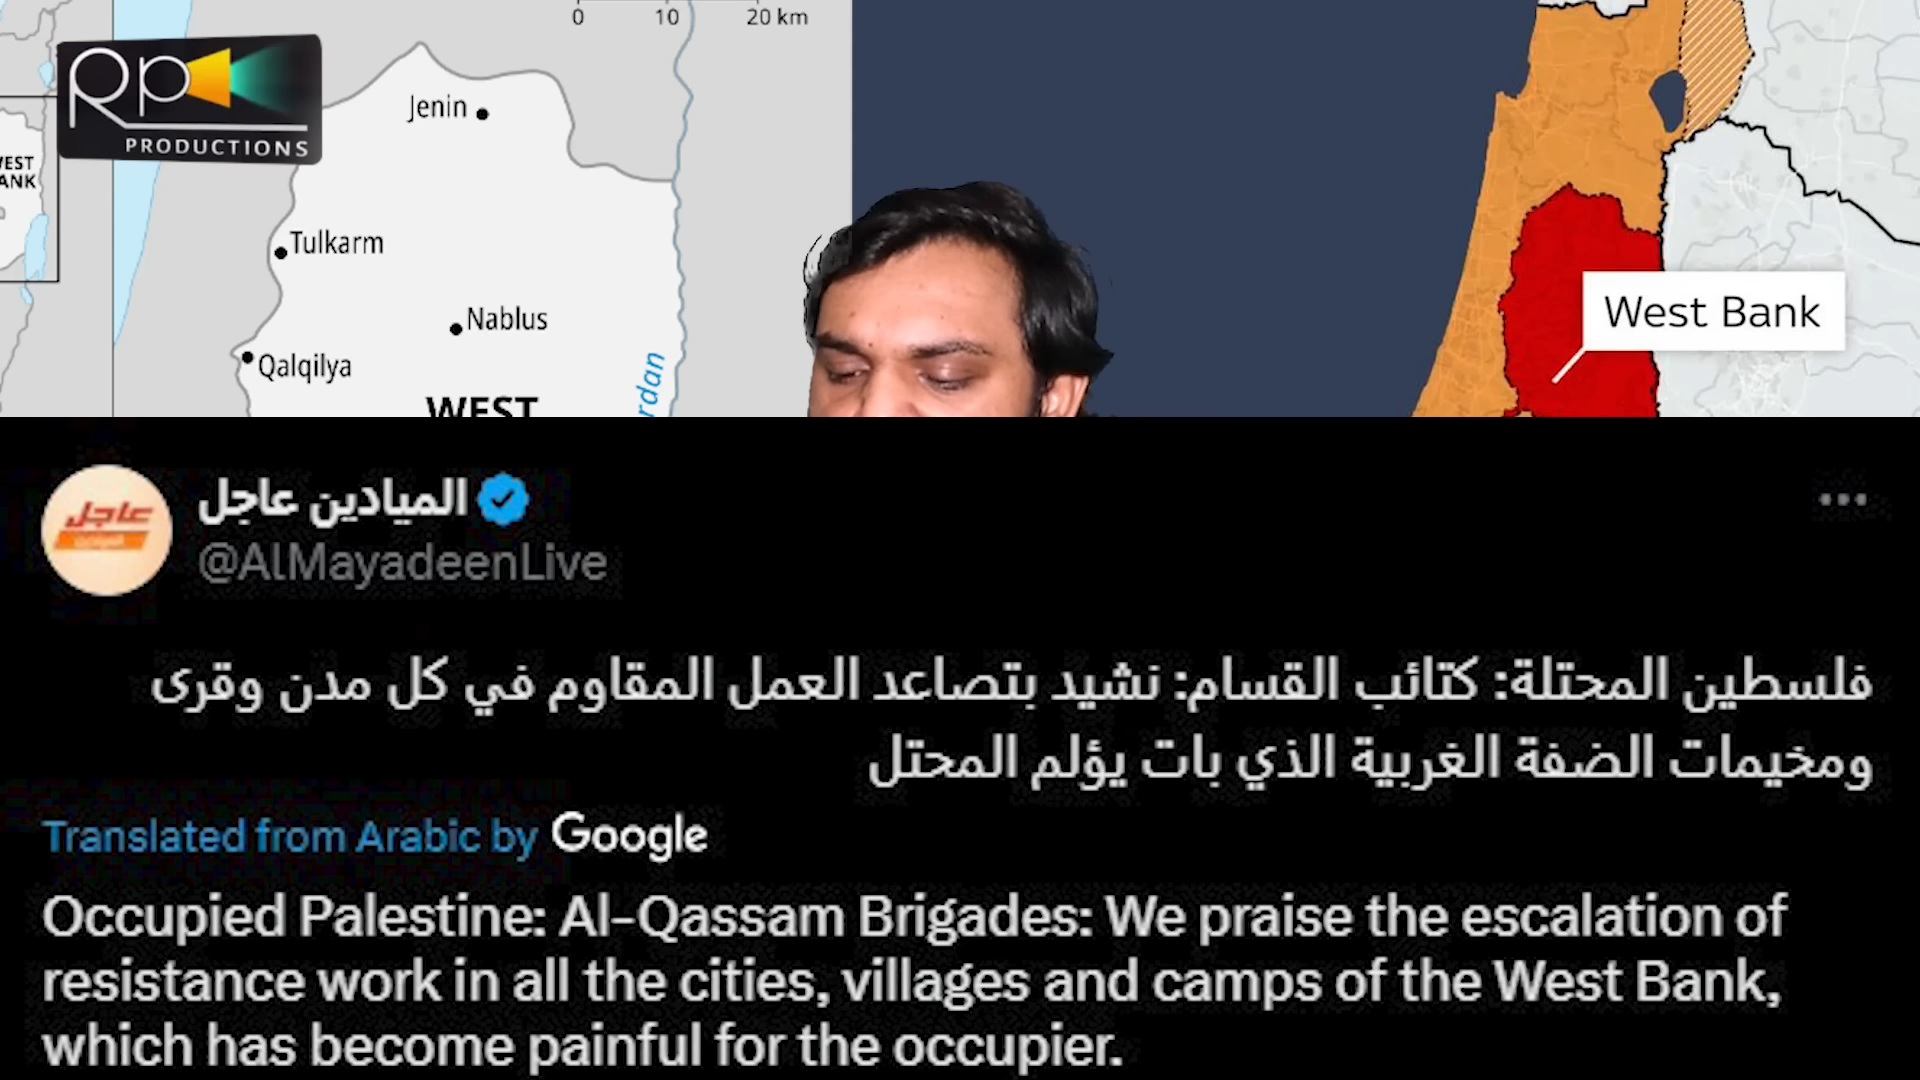 0 10 20 km
Rp
PRODUCTIONS
Jenin
Tulkarm
Nablus
Qalqilya
WEST
West Bank
الميادين عاجل
@AlMayadeenLive
عاجل
فلسطين المحتلة: كتائب القسام: نشيد بتصاعد العمل المقاوم في كل مدن وقرى
ومخيمات الضفة الغربية الذي بات يؤلم المحتل
Translated from Arabic by Google
Occupied Palestine: Al-Qassam Brigades: We praise the escalation of
resistance work in all the cities, villages and camps of the West Bank,
which has become painful for the occupier.